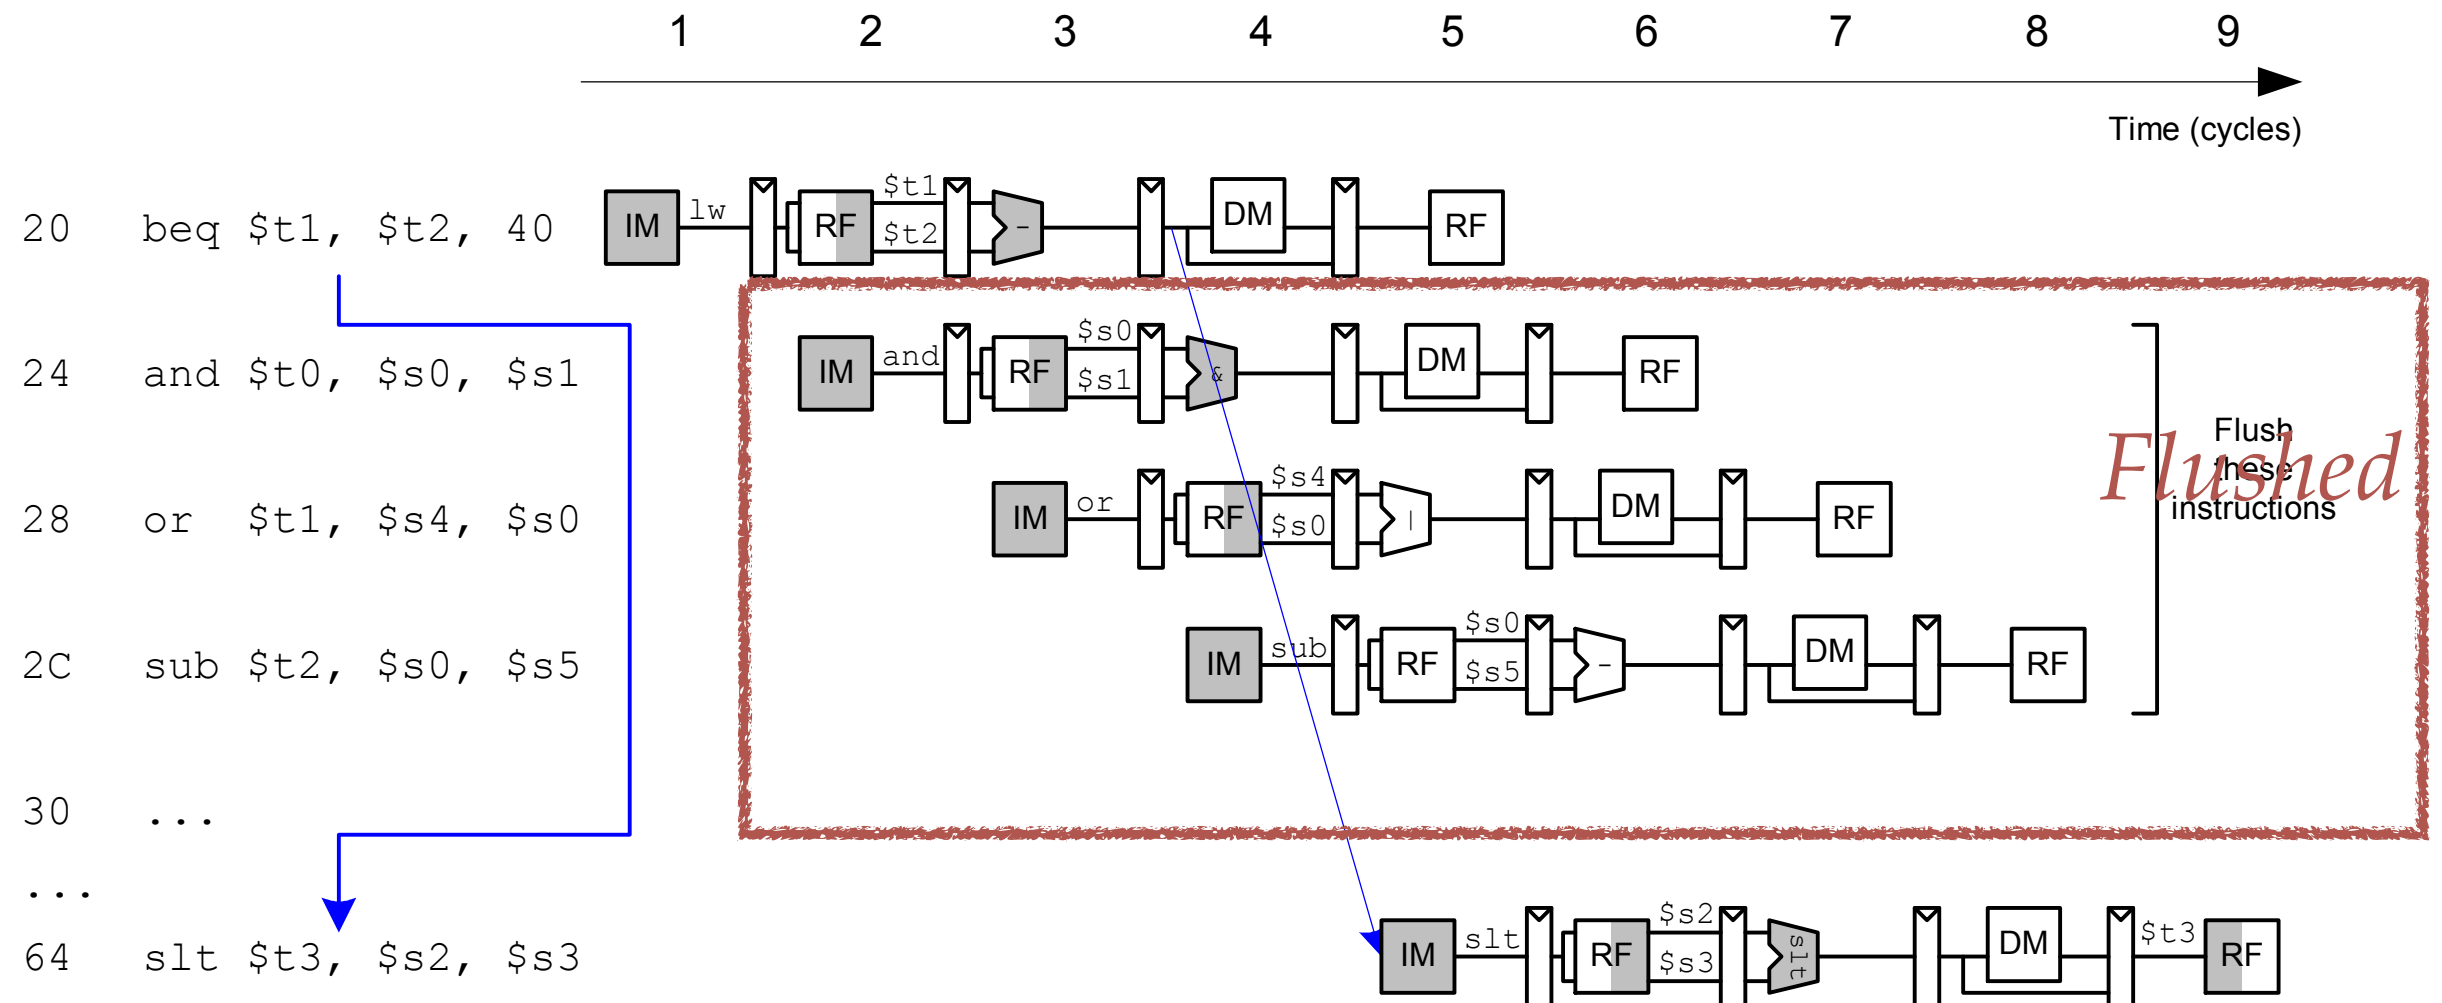 1 2 3 4 5 6 7 8 9
Time (cycles)
20 beq $t1, $t2, 40 IM lw RF $t1 $t2 - DM RF
24 and $t0, $s0, $s1 IM and RF $s0 $s1 & DM RF
28 or $t1, $s4, $s0 IM or RF $s4 $s0 | DM RF
2C sub $t2, $s0, $s5 IM sub RF $s0 $s5 - DM RF
Flush
these
instructions
Flushed
30 ...
...
64 slt $t3, $s2, $s3 IM slt RF $s2 $s3 slt DM $t3 RF